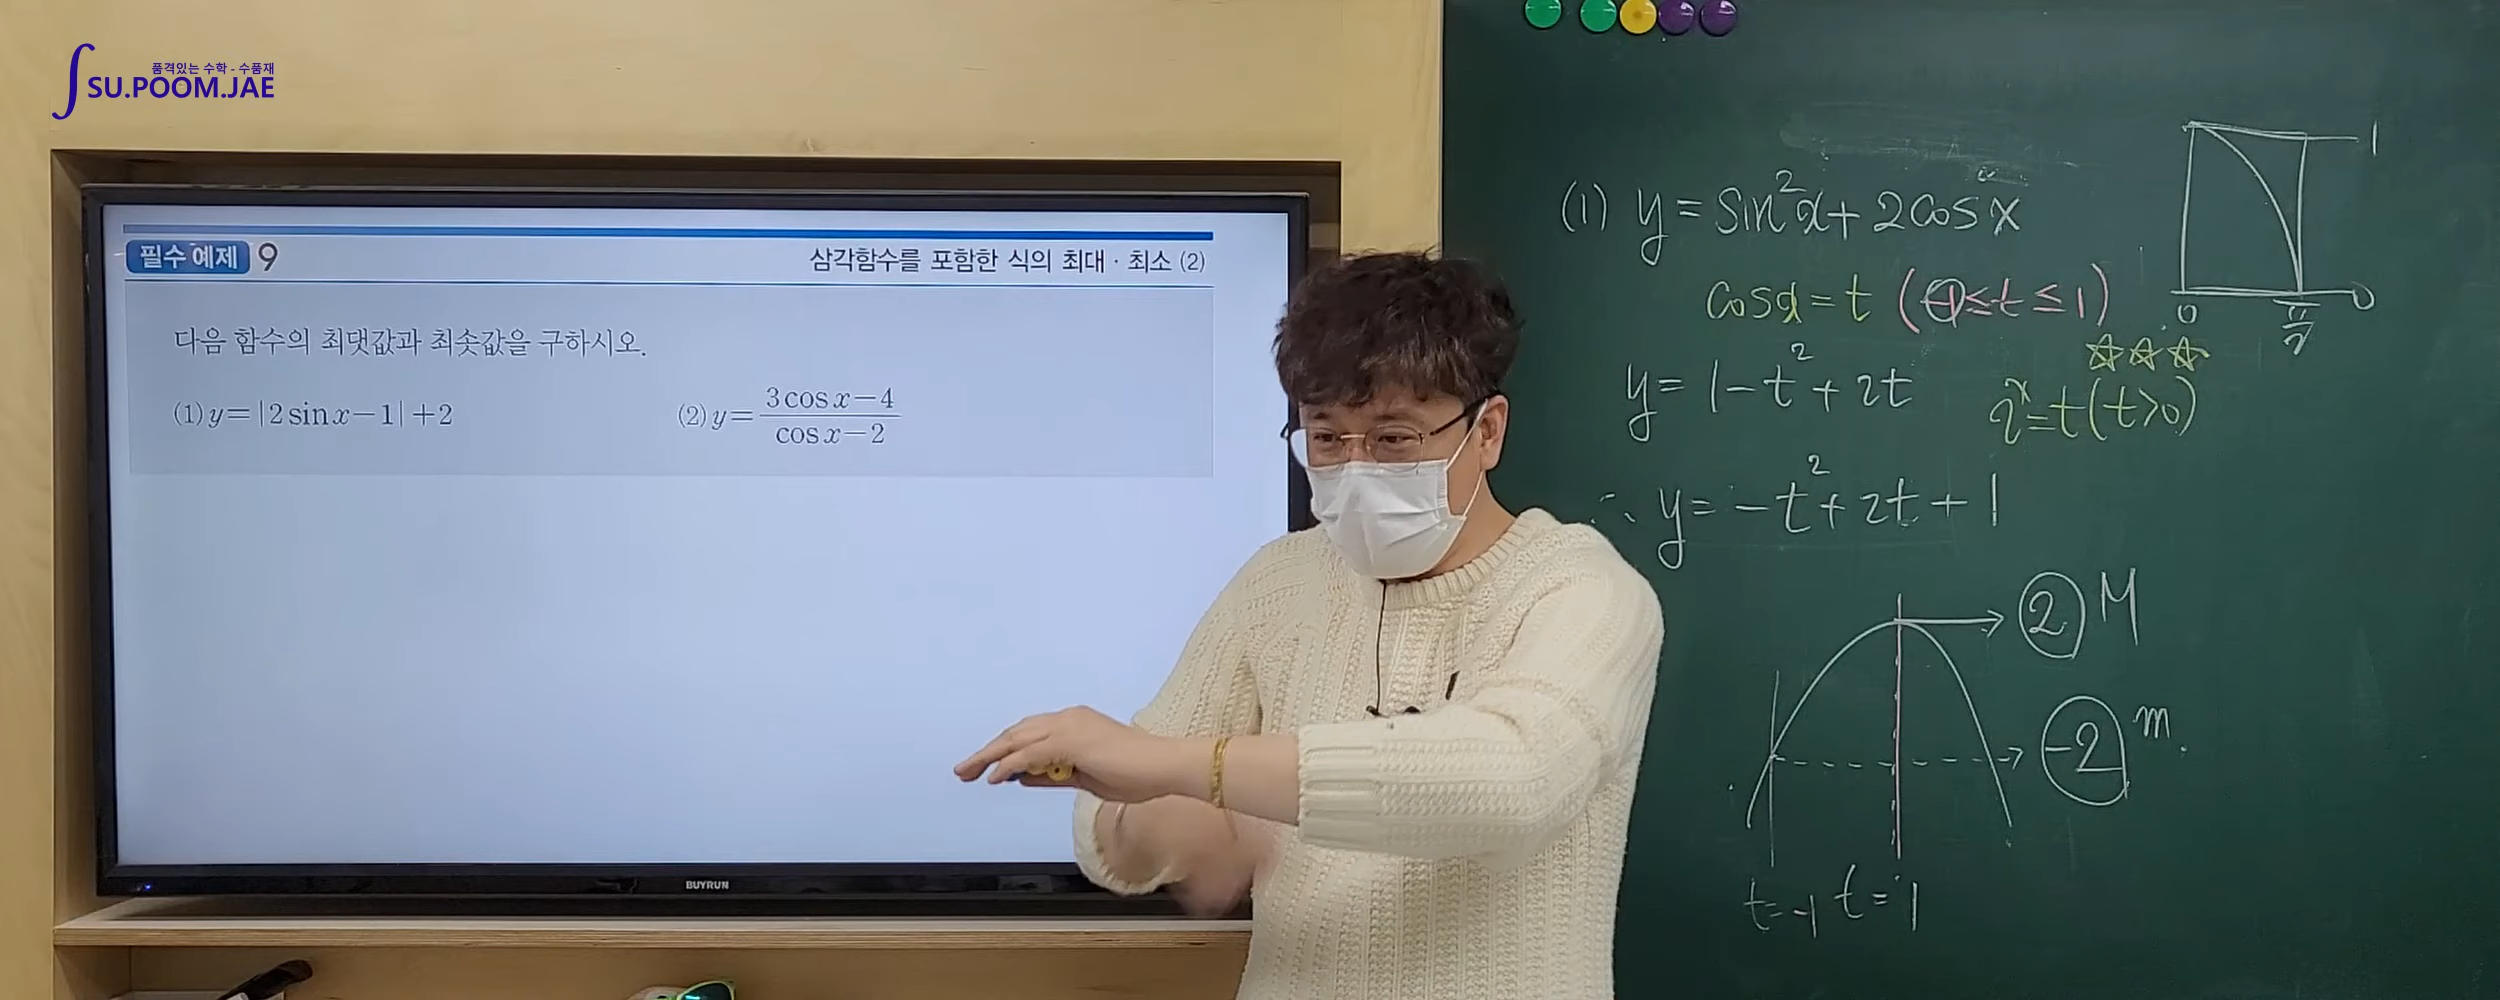 품격있는 수학 - 수품재
SU.POOM.JAE
필수 예제 9
삼각함수를 포함한 식의 최대 · 최소 (2)
다음 함수의 최댓값과 최솟값을 구하시오.
(1) y=|2 sin x-1|+2
(2) y=(3 cos x-4)/(cos x-2)
BUYRUN
(1) y = sin²x + 2cos x
cos x = t (-1 ≤ t ≤ 1)
y = 1 - t² + 2t
2ˣ = t (t>0)
∴ y = -t² + 2t + 1
2 M
-2 m
t=-1 t=1
1
0 π/2 0